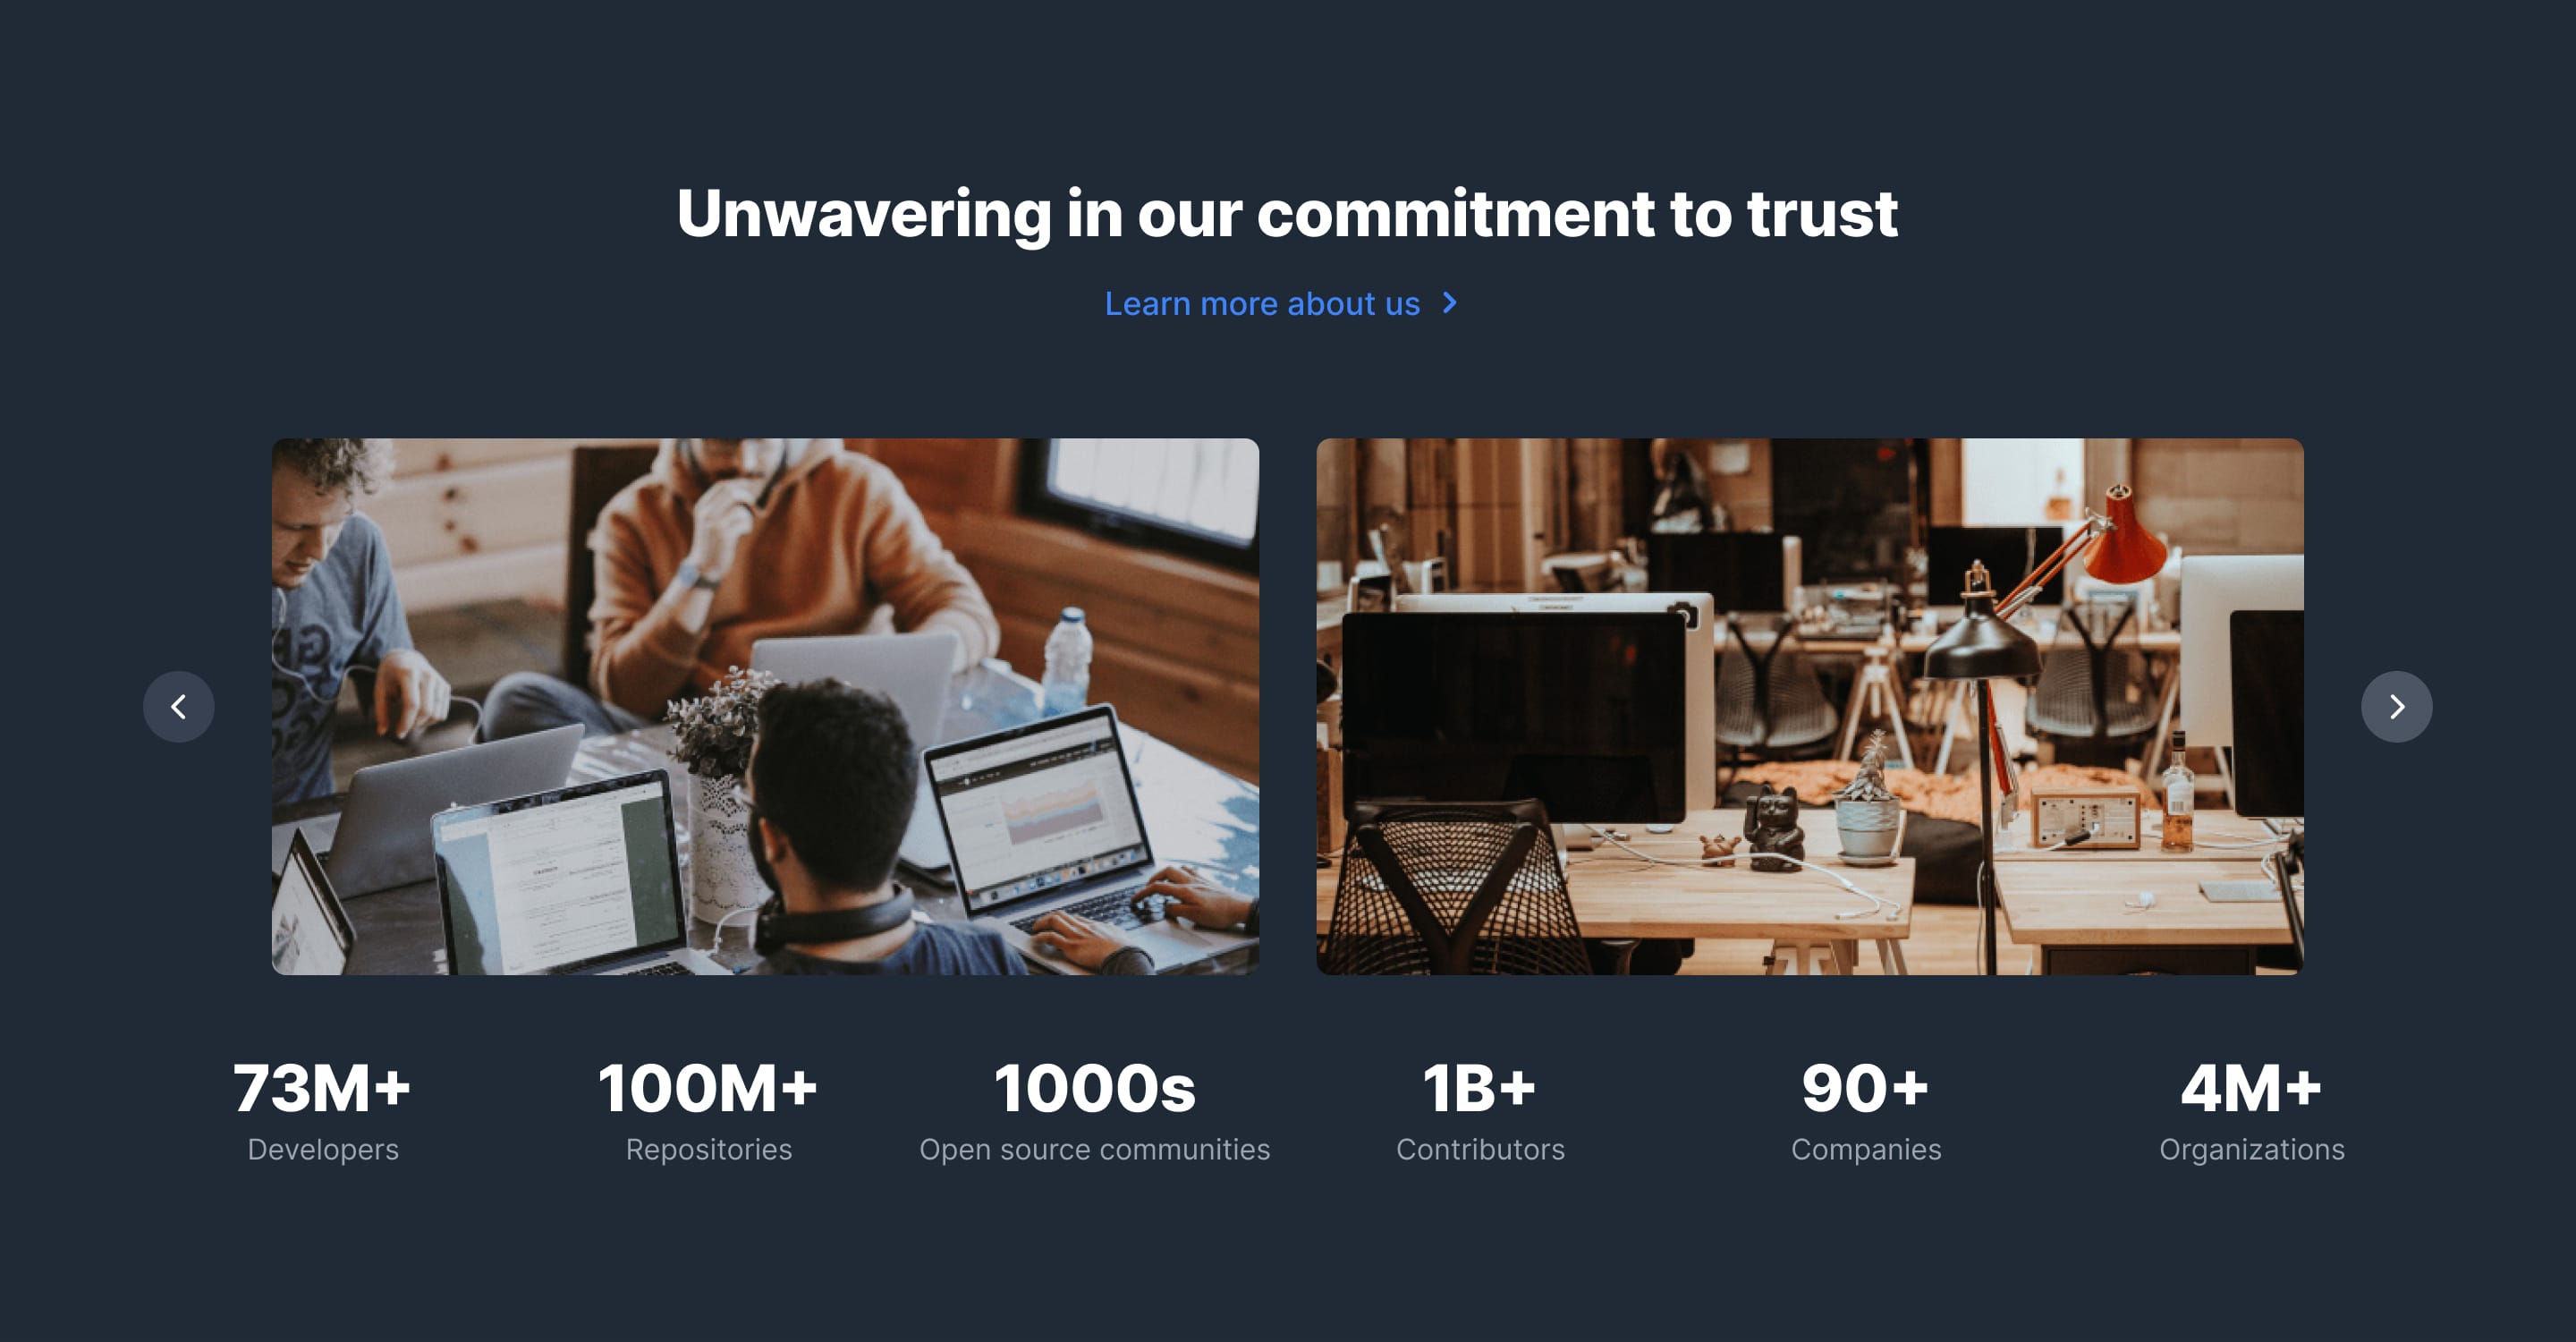 Unwavering in our commitment to trust
Learn more about us
73M+
Developers
100M+
Repositories
1000s
Open source communities
1B+
Contributors
90+
Companies
4M+
Organizations